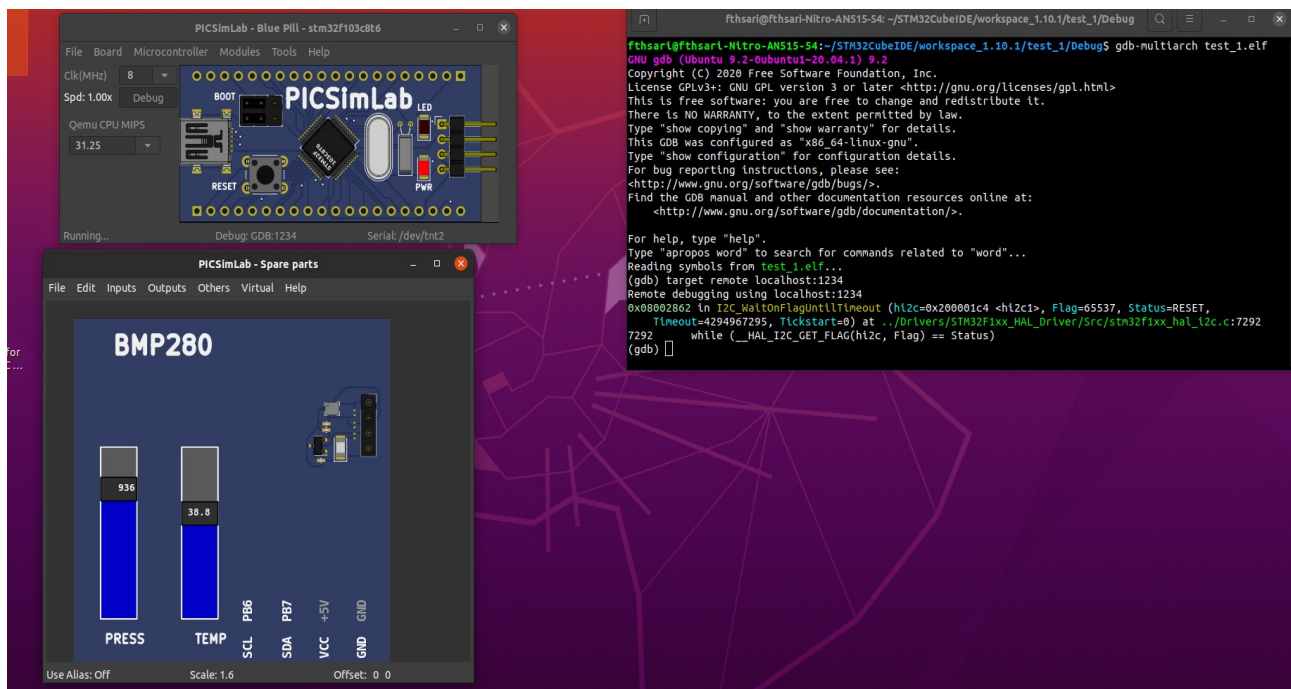 PICSimLab - Blue Pill - stm32f103c8t6
File Board Microcontroller Modules Tools Help
Clk(MHz) 8
Spd: 1.00x Debug
Qemu CPU MIPS
31.25
BOOT
PICSimLab
LED
STM32F
103C8T6
RESET
PWR
Running...
Debug: GDB:1234
Serial: /dev/tnt2
PICSimLab - Spare parts
File Edit Inputs Outputs Others Virtual Help
BMP280
936
38.8
PRESS
TEMP
SCL PB6
SDA PB7
VCC +5V
GND GND
Use Alias: Off
Scale: 1.6
Offset: 0 0
for
fthsari@fthsari-Nitro-AN515-54: ~/STM32CubeIDE/workspace_1.10.1/test_1/Debug
fthsari@fthsari-Nitro-AN515-54:~/STM32CubeIDE/workspace_1.10.1/test_1/Debug$ gdb-multiarch test_1.elf
GNU gdb (Ubuntu 9.2-0ubuntu1~20.04.1) 9.2
Copyright (C) 2020 Free Software Foundation, Inc.
License GPLv3+: GNU GPL version 3 or later <http://gnu.org/licenses/gpl.html>
This is free software: you are free to change and redistribute it.
There is NO WARRANTY, to the extent permitted by law.
Type "show copying" and "show warranty" for details.
This GDB was configured as "x86_64-linux-gnu".
Type "show configuration" for configuration details.
For bug reporting instructions, please see:
<http://www.gnu.org/software/gdb/bugs/>.
Find the GDB manual and other documentation resources online at:
<http://www.gnu.org/software/gdb/documentation/>.
For help, type "help".
Type "apropos word" to search for commands related to "word"...
Reading symbols from test_1.elf...
(gdb) target remote localhost:1234
Remote debugging using localhost:1234
0x08002862 in I2C_WaitOnFlagUntilTimeout (hi2c=0x200001c4 <hi2c1>, Flag=65537, Status=RESET,
Timeout=4294967295, Tickstart=0) at ../Drivers/STM32F1xx_HAL_Driver/Src/stm32f1xx_hal_i2c.c:7292
7292 while (__HAL_I2C_GET_FLAG(hi2c, Flag) == Status)
(gdb)